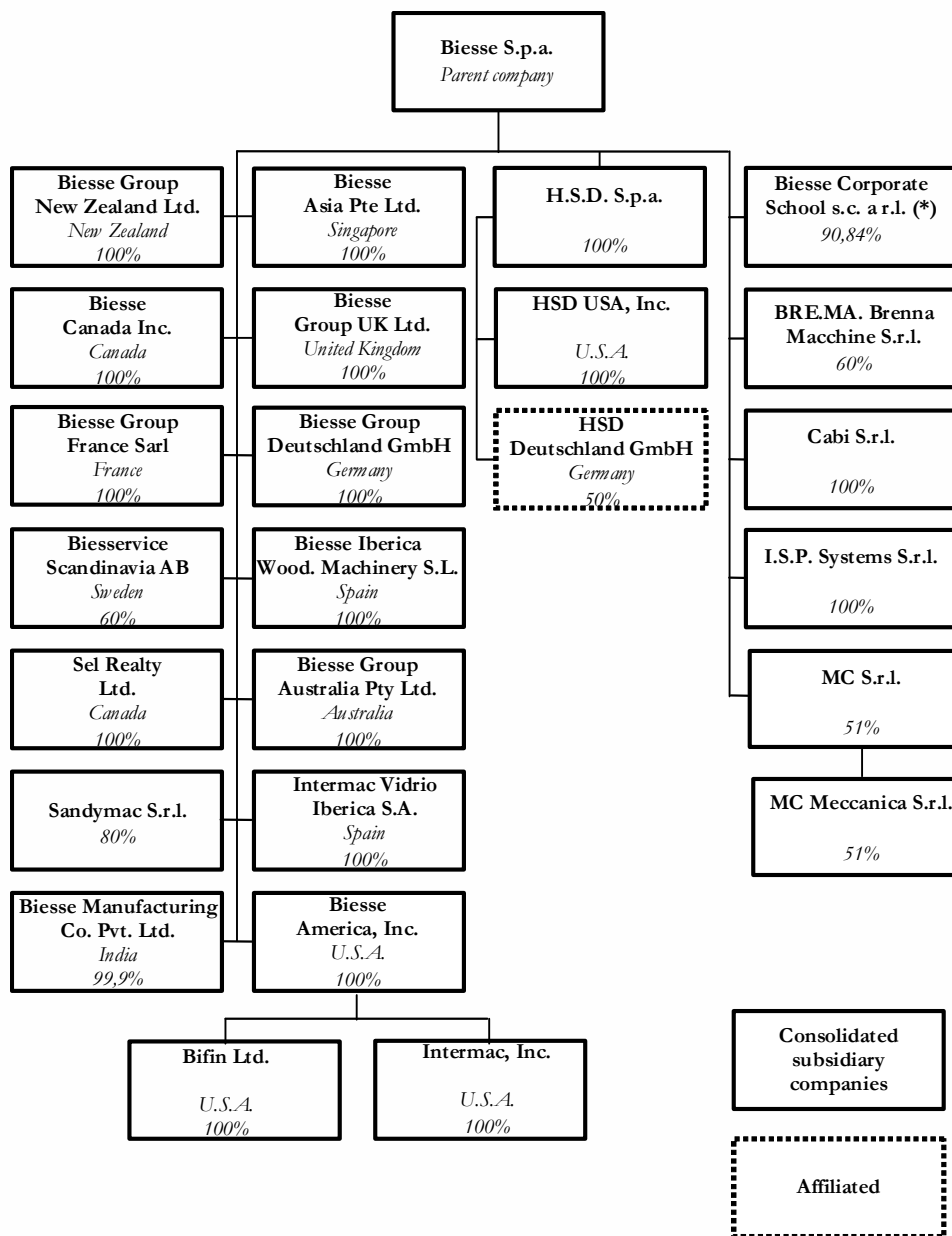 Biesse S.p.a.
Parent company
Biesse Group
New Zealand Ltd.
New Zealand
100%
Biesse
Asia Pte Ltd.
Singapore
100%
H.S.D. S.p.a.
100%
Biesse Corporate
School s.c. a r.l. (*)
90,84%
Biesse
Canada Inc.
Canada
100%
Biesse
Group UK Ltd.
United Kingdom
100%
HSD USA, Inc.
U.S.A.
100%
BRE.MA. Brenna
Macchine S.r.l.
60%
Biesse Group
France Sarl
France
100%
Biesse Group
Deutschland GmbH
Germany
100%
HSD
Deutschland GmbH
Germany
50%
Cabi S.r.l.
100%
Biesservice
Scandinavia AB
Sweden
60%
Biesse Iberica
Wood. Machinery S.L.
Spain
100%
I.S.P. Systems S.r.l.
100%
Sel Realty
Ltd.
Canada
100%
Biesse Group
Australia Pty Ltd.
Australia
100%
MC S.r.l.
51%
Sandymac S.r.l.
80%
Intermac Vidrio
Iberica S.A.
Spain
100%
MC Meccanica S.r.l.
51%
Biesse Manufacturing
Co. Pvt. Ltd.
India
99,9%
Biesse
America, Inc.
U.S.A.
100%
Bifin Ltd.
U.S.A.
100%
Intermac, Inc.
U.S.A.
100%
Consolidated
subsidiary
companies
Affiliated